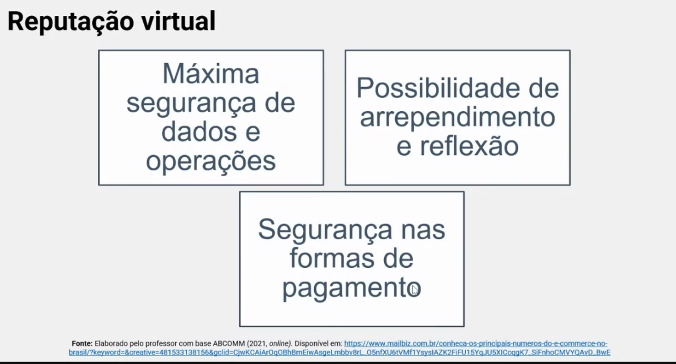 Reputação virtual
Máxima
segurança de
dados e
operações
Possibilidade de
arrependimento
e reflexão
Segurança nas
formas de
pagamento
Fonte: Elaborado pelo professor com base ABCOMM (2021, online). Disponível em: https://www.mailbiz.com.br/conheca-os-principais-numeros-do-e-commerce-no-
brasil/?keyword=&creative=481533138156&gclid=